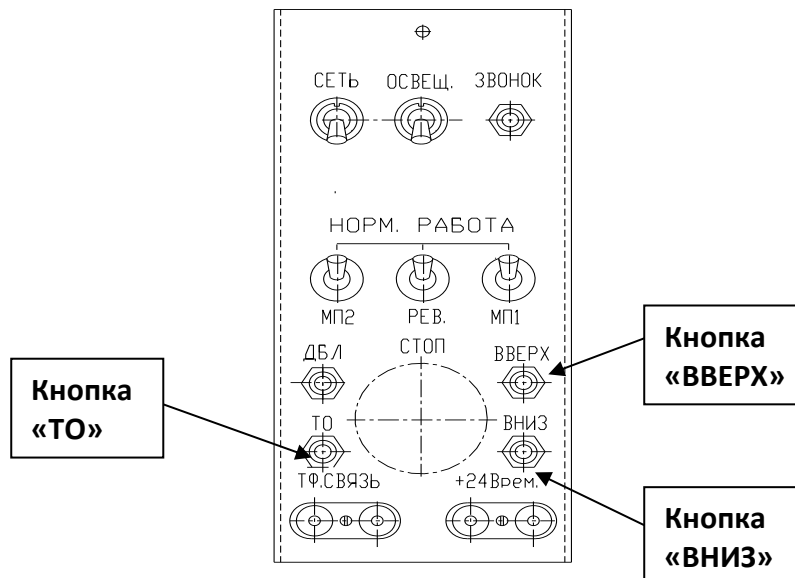 СЕТЬ ОСВЕЩ. ЗВОНОК
НОРМ. РАБОТА
МП2 РЕВ. МП1
ДБЛ СТОП ВВЕРХ
ТО ВНИЗ
ТФ.СВЯЗЬ +24Врем.
Кнопка
«ТО»
Кнопка
«ВВЕРХ»
Кнопка
«ВНИЗ»